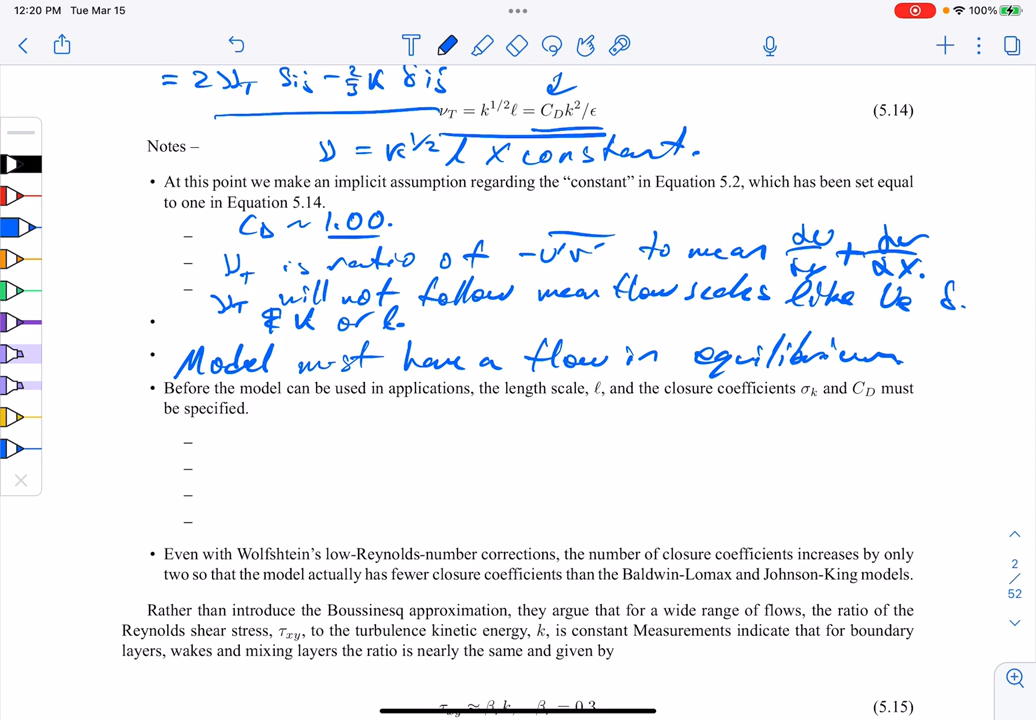 12:20 PM Tue Mar 15
100%
= 2νT Sij − 2/3 k δij
νT = k^1/2 ℓ = C_D k²/ϵ (5.14)
Notes –
ν = k^1/2 l × constant.
• At this point we make an implicit assumption regarding the “constant” in Equation 5.2, which has been set equal
to one in Equation 5.14.
– C_D ~ 1.00.
– νT is ratio of -u'v' to mean du/dy + dv/dx.
– νT will not follow mean flow scales like Ue δ.
• k or l.
• Model must have a flow in equilibrium
• Before the model can be used in applications, the length scale, ℓ, and the closure coefficients σk and C_D must
be specified.
–
–
–
–
• Even with Wolfshtein’s low-Reynolds-number corrections, the number of closure coefficients increases by only
two so that the model actually has fewer closure coefficients than the Baldwin-Lomax and Johnson-King models.
Rather than introduce the Boussinesq approximation, they argue that for a wide range of flows, the ratio of the
Reynolds shear stress, τxy, to the turbulence kinetic energy, k, is constant Measurements indicate that for boundary
layers, wakes and mixing layers the ratio is nearly the same and given by
(5.15)
2
/
52